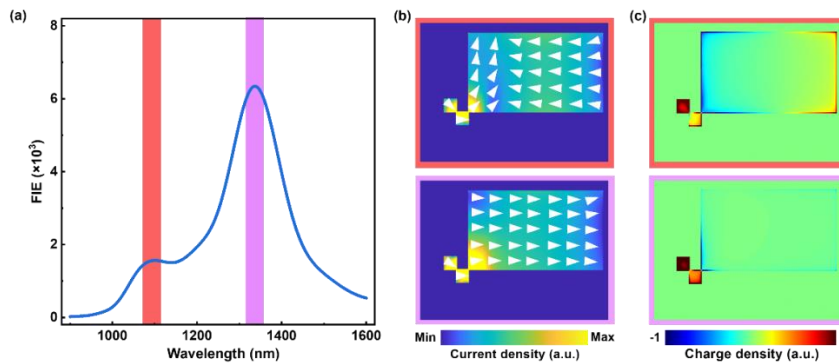 (a)
(b)
(c)
8
6
4
2
0
FIE (×10³)
1000
1200
1400
1600
Wavelength (nm)
Min
Max
Current density (a.u.)
-1
Charge density (a.u.)